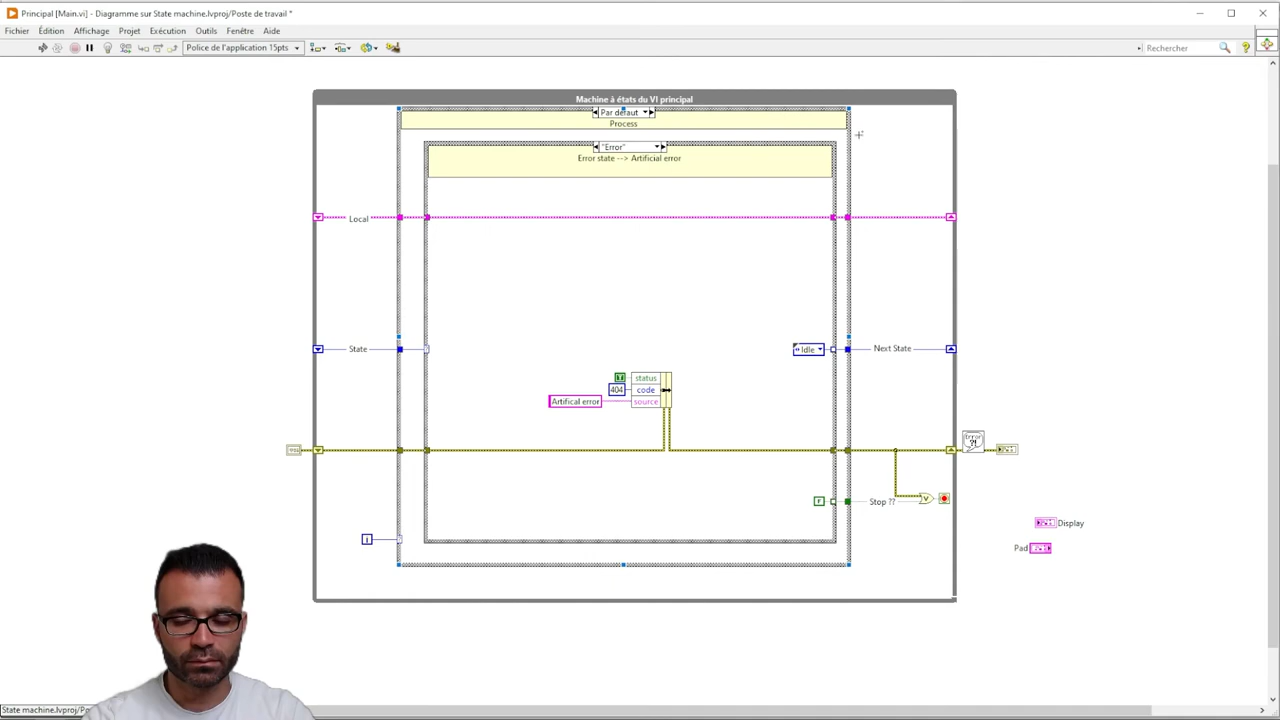 Principal [Main.vi] - Diagramme sur State machine.lvproj/Poste de travail *
Fichier Édition Affichage Projet Exécution Outils Fenêtre Aide
Police de l'application 15pts
Rechercher
Machine à états du VI principal
Par défaut
Process
"Error"
Error state --> Artificial error
Local
State
Idle
Next State
status
404 code
Artifical error source
Error
?!
F
Stop ??
V
i
Display
Pad
State machine.lvproj/Po